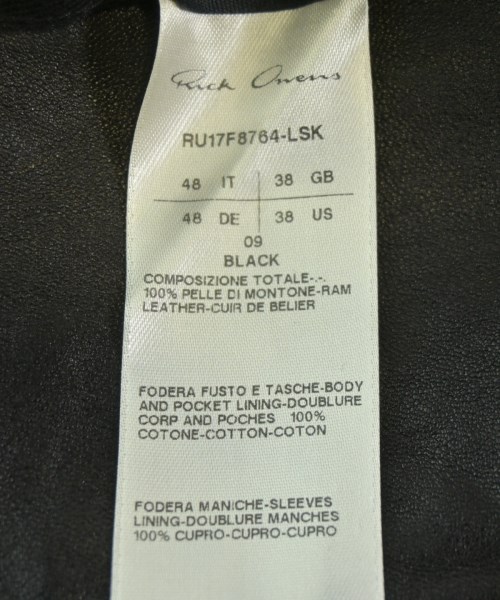 Rick Owens
RU17F8764-LSK
48 IT 38 GB
48 DE 38 US
09
BLACK
COMPOSIZIONE TOTALE-.-.
100% PELLE DI MONTONE-RAM
LEATHER-CUIR DE BELIER
FODERA FUSTO E TASCHE-BODY
AND POCKET LINING-DOUBLURE
CORP AND POCHES 100%
COTONE-COTTON-COTON
FODERA MANICHE-SLEEVES
LINING-DOUBLURE MANCHES
100% CUPRO-CUPRO-CUPRO